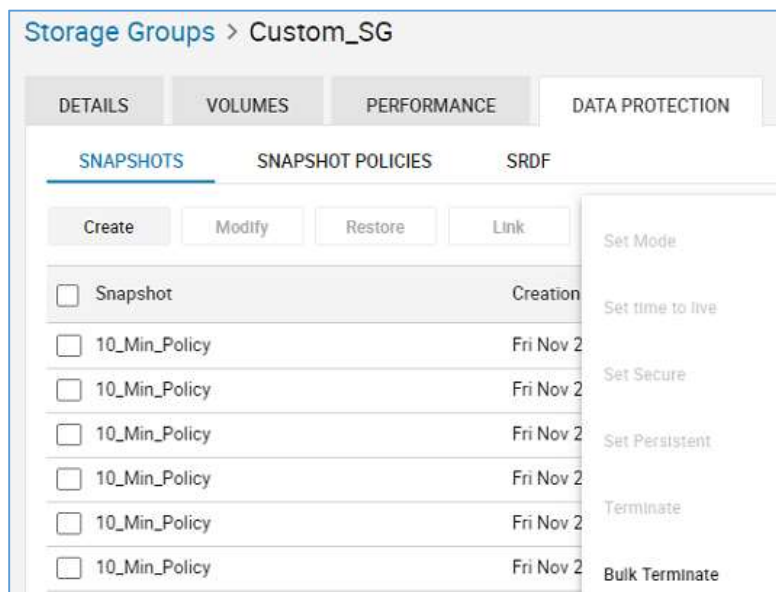 Storage Groups > Custom_SG
DETAILS VOLUMES PERFORMANCE DATA PROTECTION
SNAPSHOTS SNAPSHOT POLICIES SRDF
Create Modify Restore Link
Set Mode
Snapshot Creation
Set time to live
10_Min_Policy Fri Nov 2
Set Secure
10_Min_Policy Fri Nov 2
10_Min_Policy Fri Nov 2
Set Persistent
10_Min_Policy Fri Nov 2
Terminate
10_Min_Policy Fri Nov 2
10_Min_Policy Fri Nov 2
Bulk Terminate